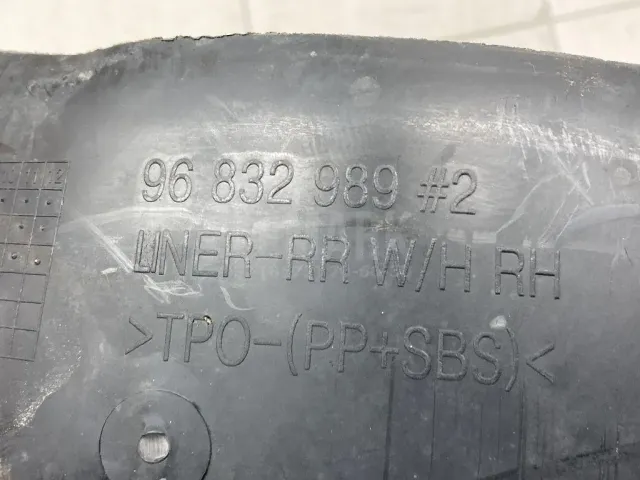 96 832 989 #2
LINER-RR W/H RH
>TPO-(PP+SBS)<